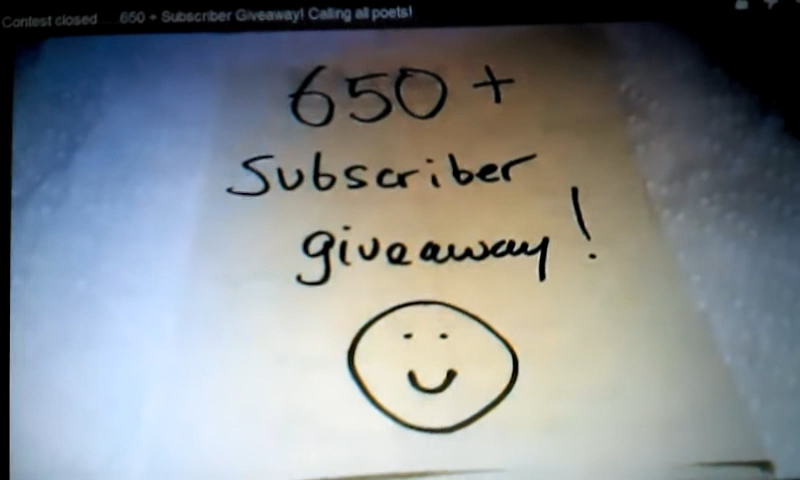 Contest closed.....650 + Subscriber Giveaway! Calling all poets!
650 +
Subscriber
giveaway!